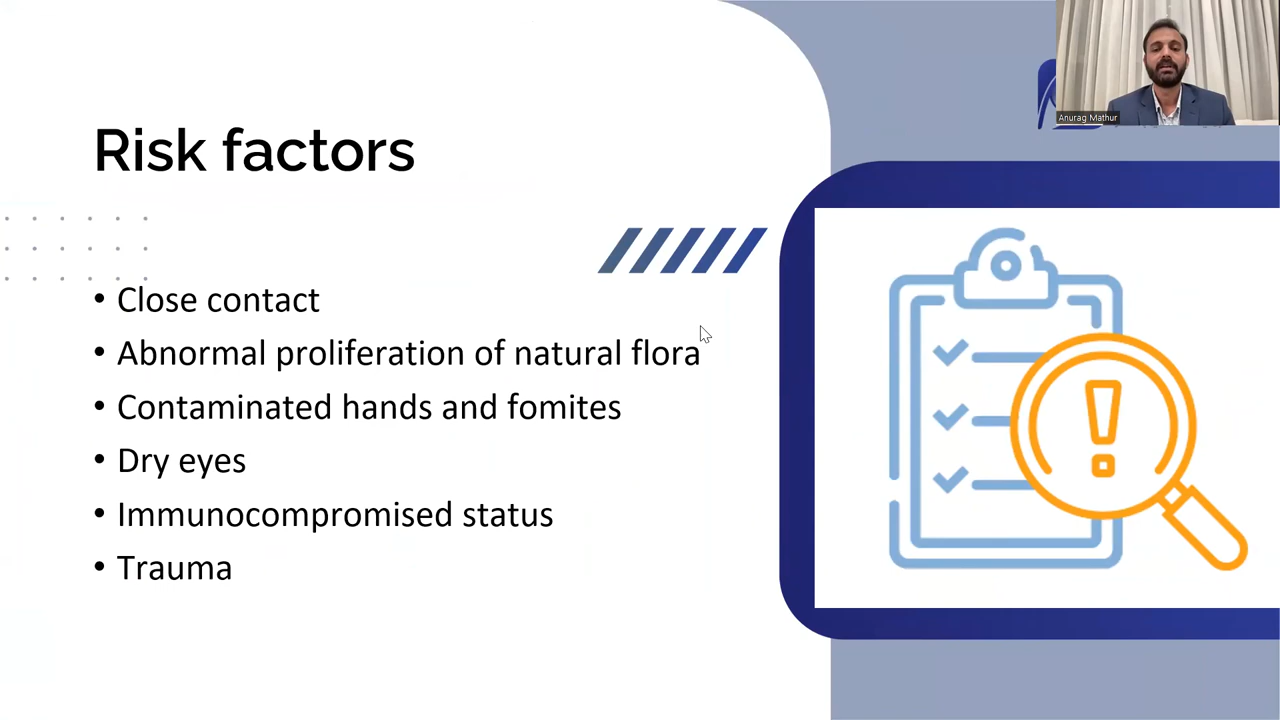 Anurag Mathur
Risk factors
• Close contact
• Abnormal proliferation of natural flora
• Contaminated hands and fomites
• Dry eyes
• Immunocompromised status
• Trauma